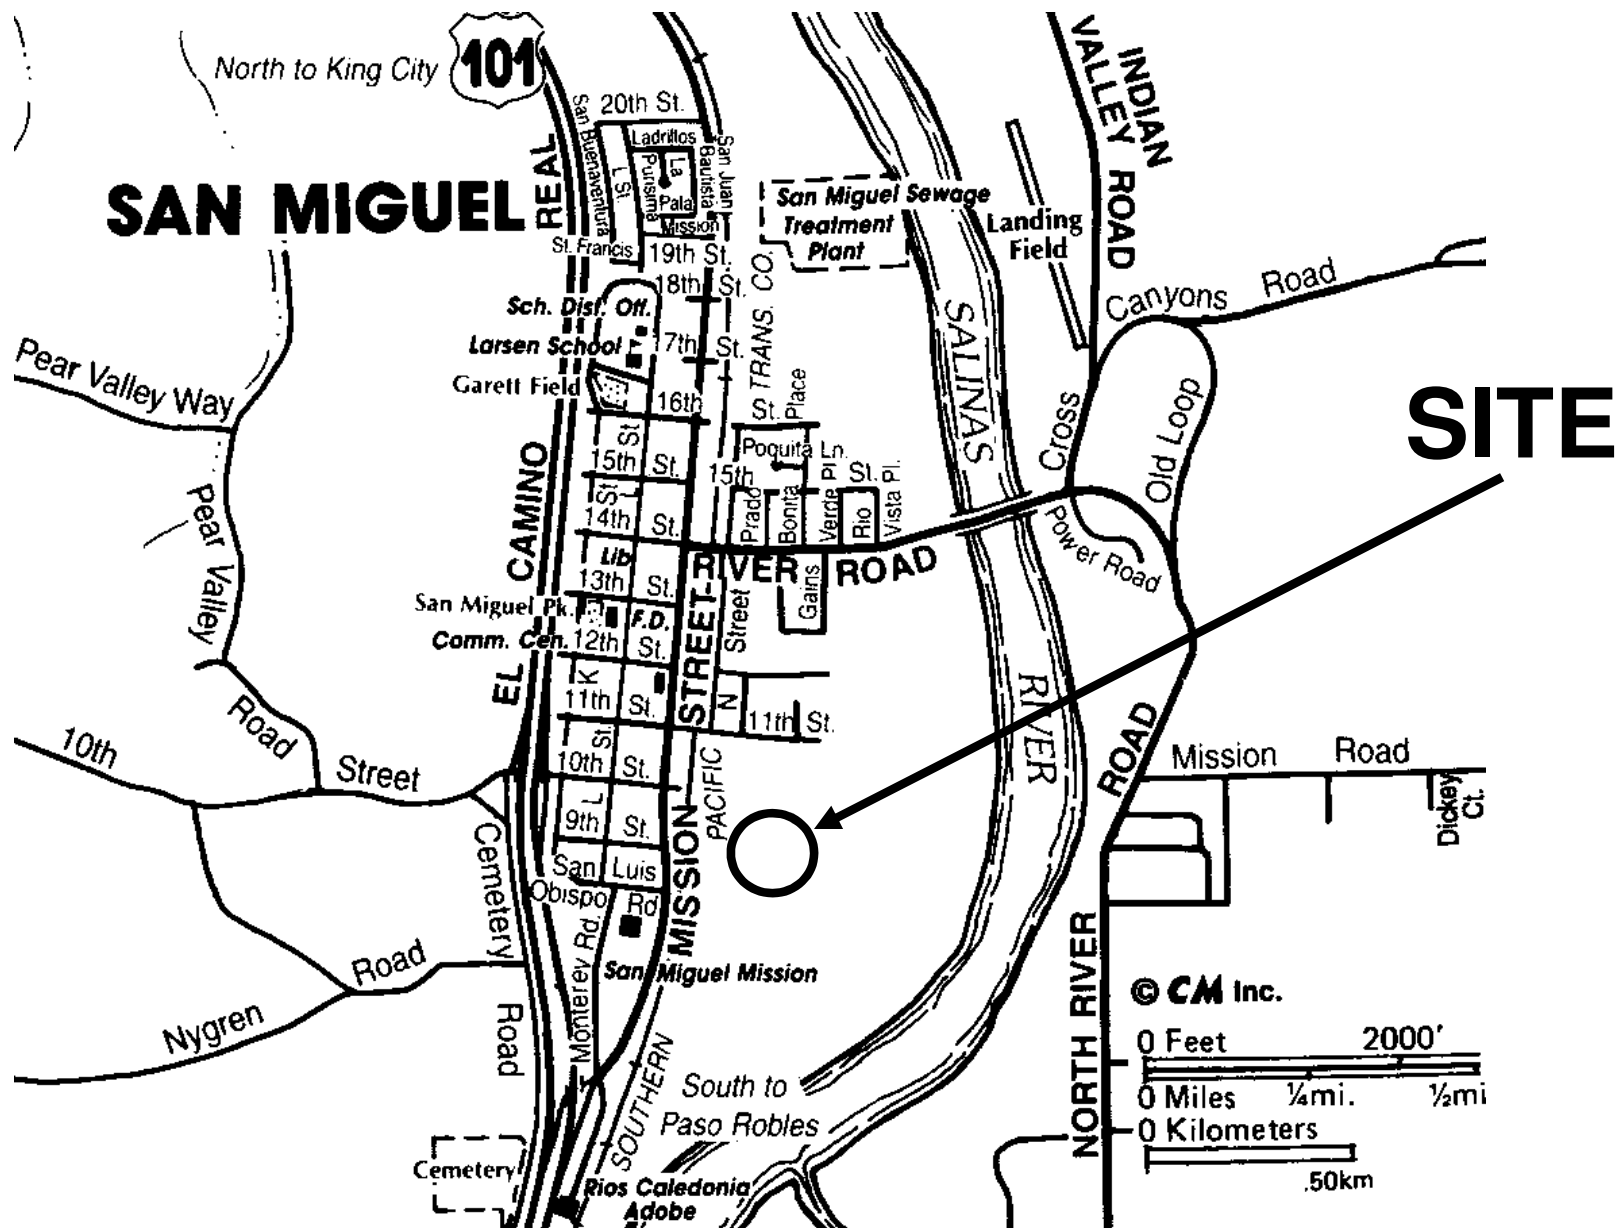 North to King City
101
SAN MIGUEL
EL CAMINO REAL
20th St.
San Buenaventura
L St.
Ladrillos
Purisima
La
Pala
Mission
San Juan
Bautista
St. Francis
19th St.
18th St.
Sch. Dist. Off.
Larsen School
17th St.
Garett Field
16th St.
Place
TRANS. CO.
San Miguel Sewage
Treatment
Plant
INDIAN
VALLEY ROAD
Landing
Field
Canyons Road
Cross
Old Loop
SALINAS
RIVER
SITE
Pear Valley Way
Pear Valley
Road
Poquita Ln.
15th St.
15th St.
Prado
Bonita
Verde Pl
Rio
Vista Pl.
L St
14th St.
Lib
13th St.
RIVER ROAD
Power Road
Gains
Street
San Miguel Pk.
F.D.
Comm. Cen.
12th St.
K St.
11th St.
N
11th St.
10th Street
10th St.
L
9th St.
PACIFIC
MISSION STREET
San Luis
Obispo Rd
Cemetery
Road
Monterey Rd.
San Miguel Mission
Nygren Road
SOUTHERN
South to
Paso Robles
Cemetery
Rios Caledonia
Adobe
Mission Road
Dickey
Ct.
NORTH RIVER ROAD
© CM Inc.
0 Feet 2000'
0 Miles ¼mi. ½mi
0 Kilometers
.50km